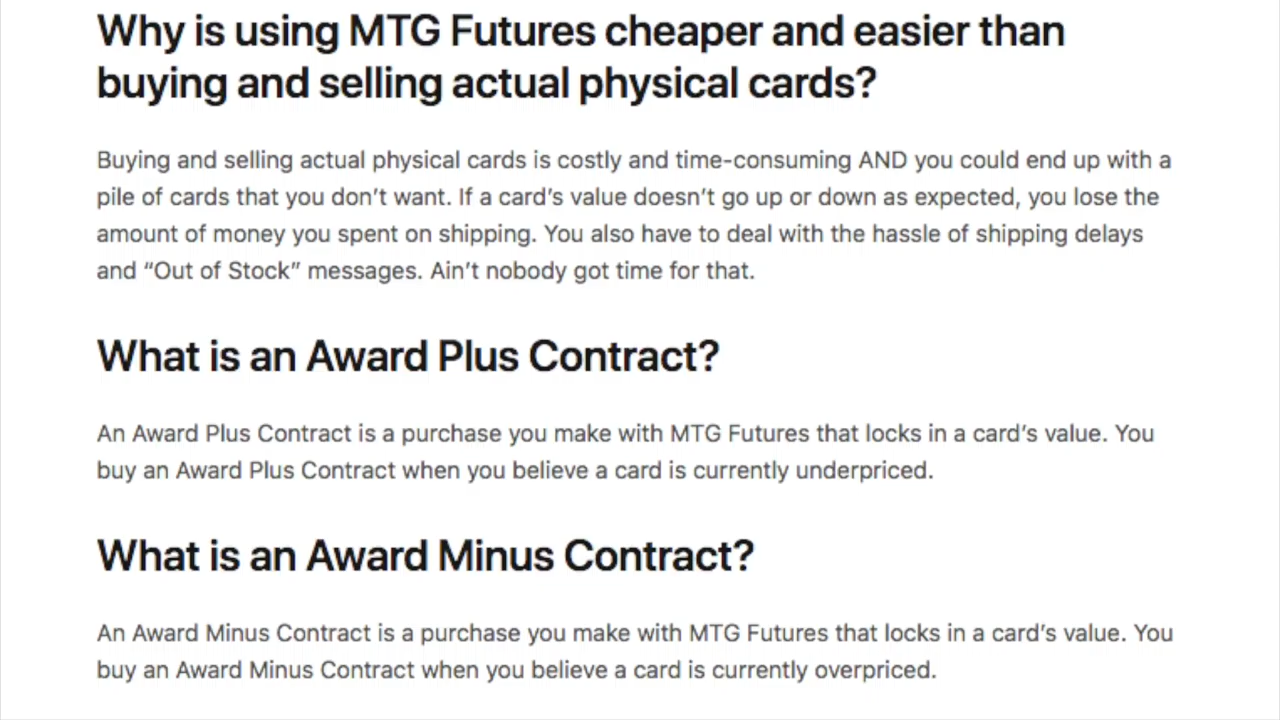 Why is using MTG Futures cheaper and easier than
buying and selling actual physical cards?
Buying and selling actual physical cards is costly and time-consuming AND you could end up with a
pile of cards that you don’t want. If a card’s value doesn’t go up or down as expected, you lose the
amount of money you spent on shipping. You also have to deal with the hassle of shipping delays
and “Out of Stock” messages. Ain’t nobody got time for that.
What is an Award Plus Contract?
An Award Plus Contract is a purchase you make with MTG Futures that locks in a card’s value. You
buy an Award Plus Contract when you believe a card is currently underpriced.
What is an Award Minus Contract?
An Award Minus Contract is a purchase you make with MTG Futures that locks in a card’s value. You
buy an Award Minus Contract when you believe a card is currently overpriced.